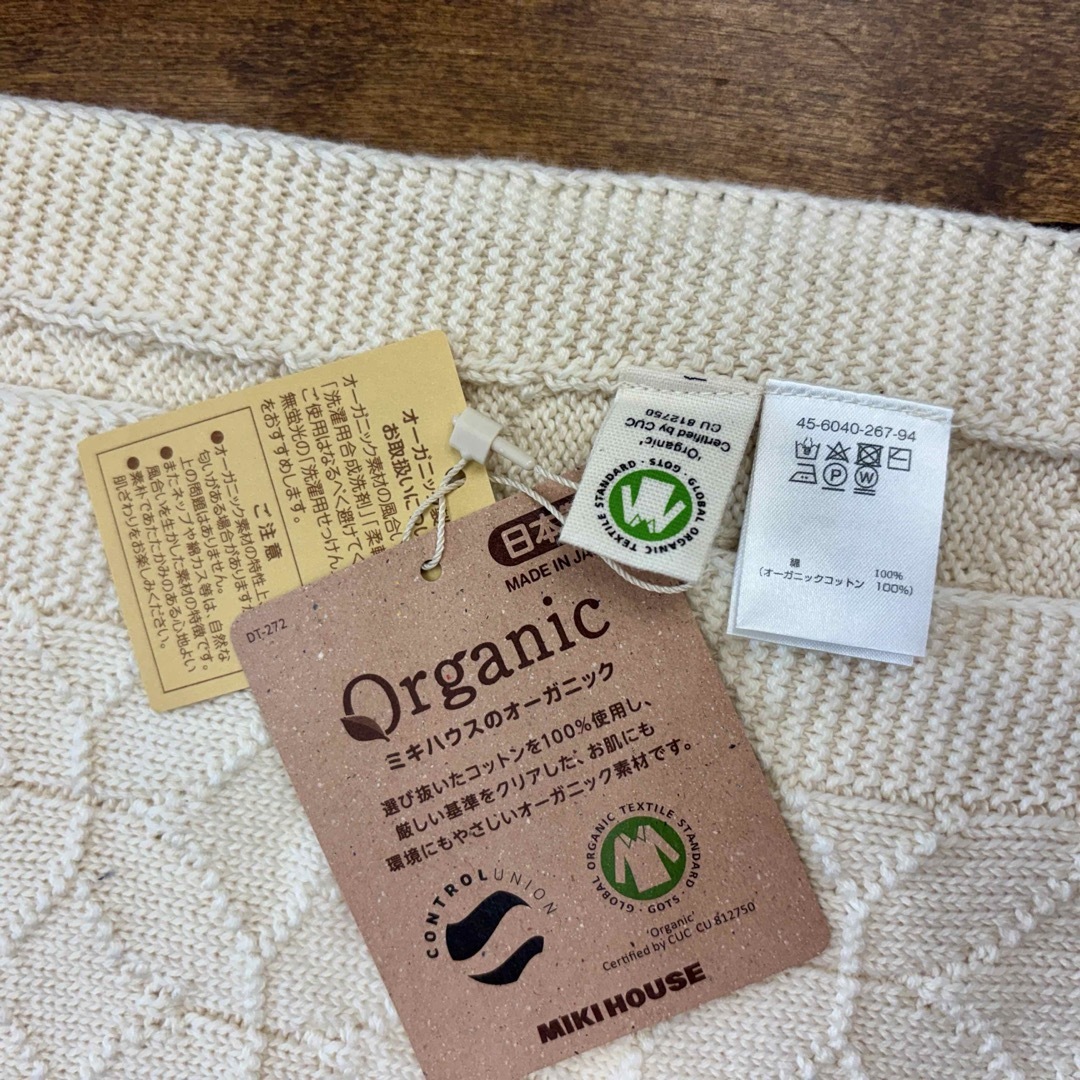 オーガニック
お取扱いについ
オーガニック素材の風合い
「洗濯用合成洗剤」「柔軟
ご使用はなるべく避けて
無蛍光の「洗濯用せっけん
をおすすめします。
ご注意
●オーガニック素材の特性上
匂いがある場合があります
上の問題はありません。
●またネップや綿カス等は、自然な
風合いを生かした素材の特徴です。
●素朴であたたかみのある心地よい
肌ざわりをお楽しみください。
DT-272
日本
MADE IN JA
Organic
ミキハウスのオーガニック
選び抜いたコットンを100%使用し、
厳しい基準をクリアした、お肌にも
環境にもやさしいオーガニック素材です。
CONTROL UNION
GLOBAL ORGANIC TEXTILE STANDARD · GOTS ·
'Organic'
Certified by CUC CU 812750
MIKI HOUSE
GLOBAL ORGANIC TEXTILE STANDARD · GOTS ·
'Organic'
Certified by CUC
CU 812750
45-6040-267-94
P W
綿 100%
(オーガニックコットン 100%)